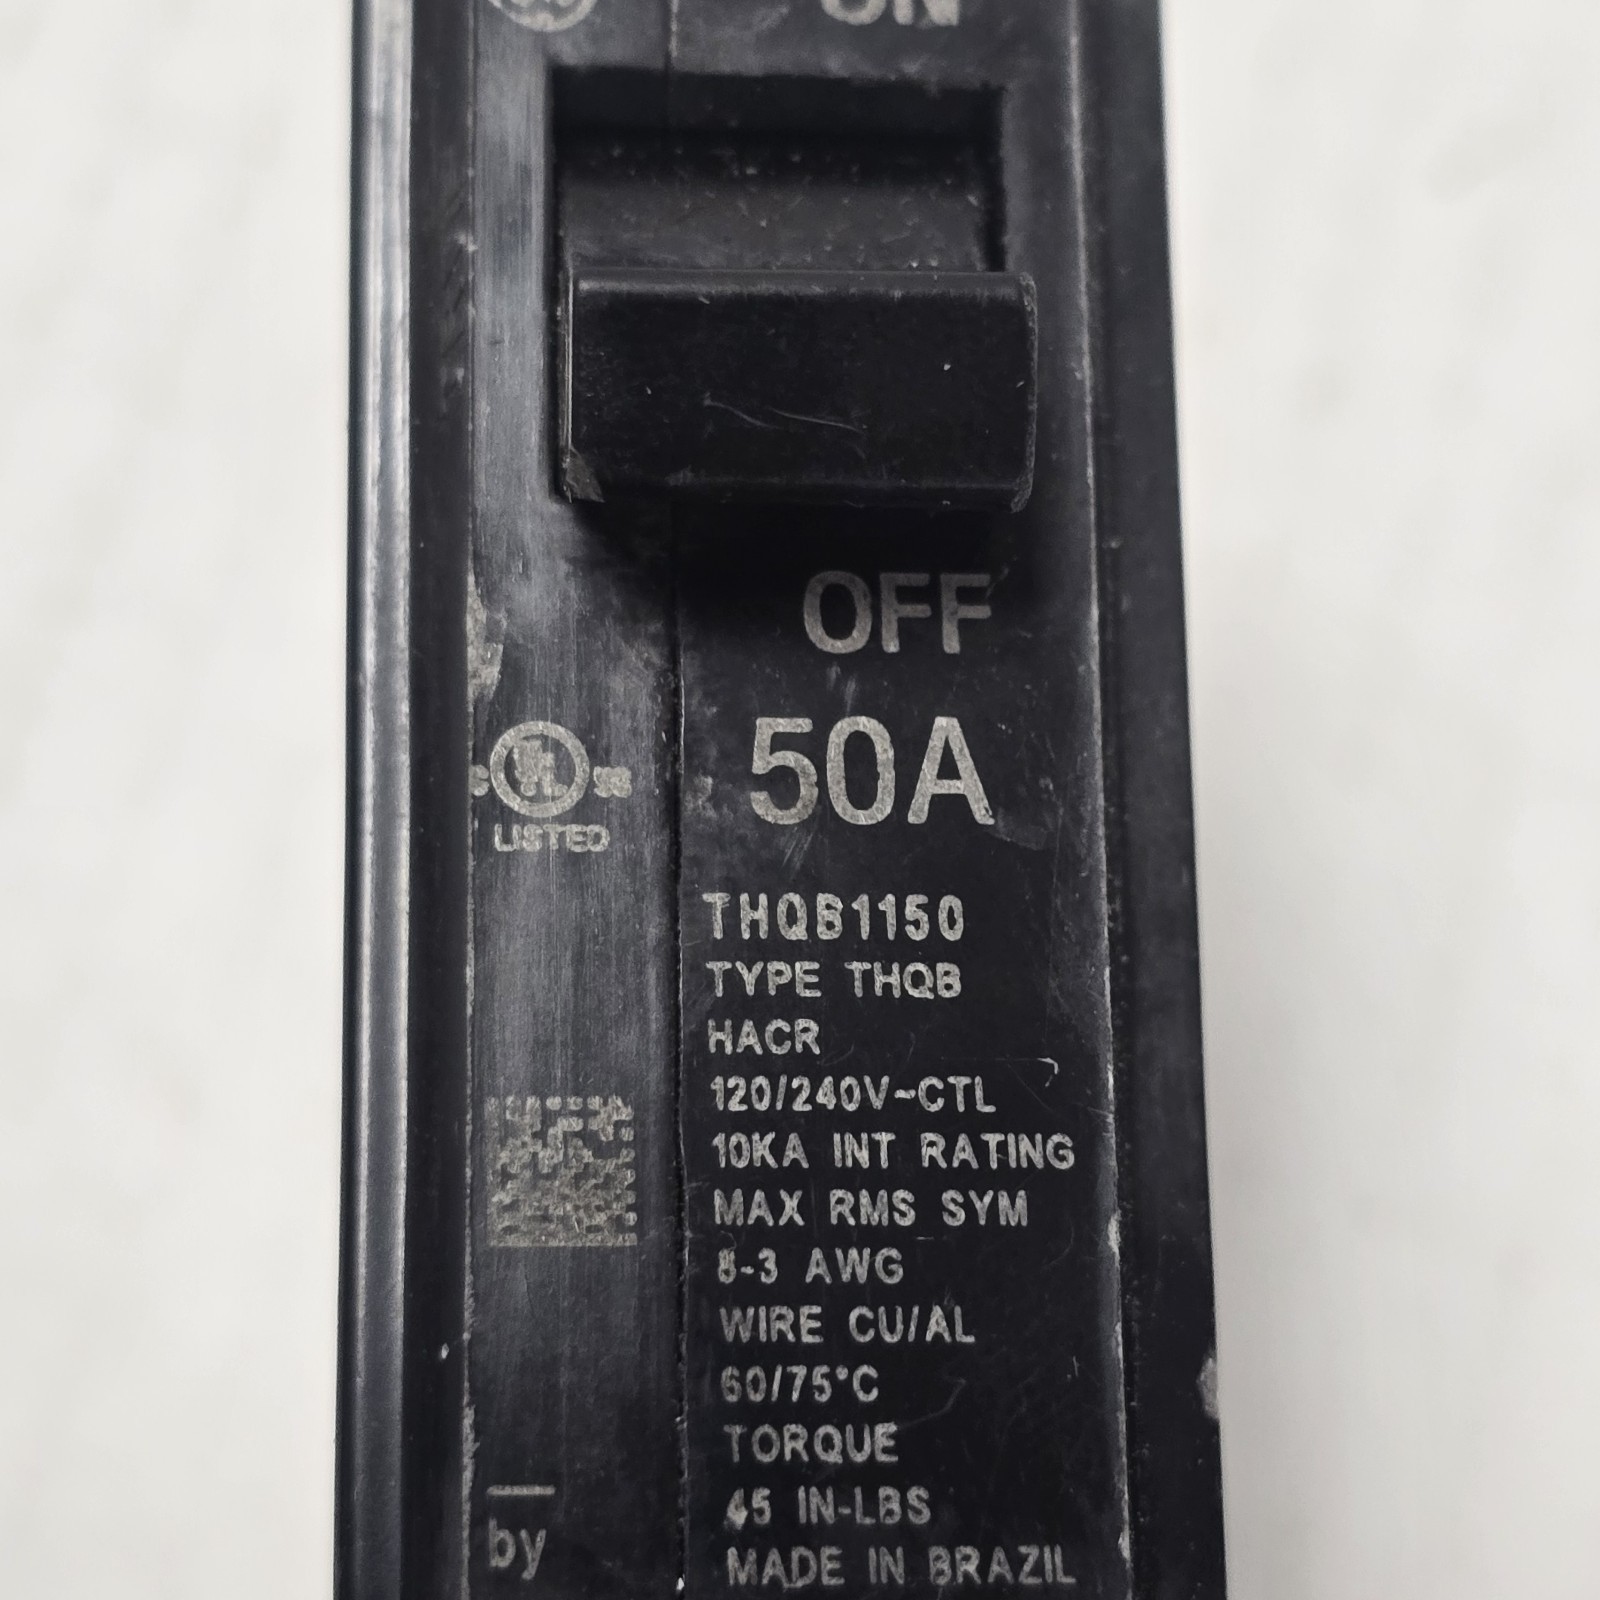 ON
OFF
50A
LISTED
THQB1150
TYPE THQB
HACR
120/240V~CTL
10KA INT RATING
MAX RMS SYM
8-3 AWG
WIRE CU/AL
60/75°C
TORQUE
45 IN-LBS
by
MADE IN BRAZIL